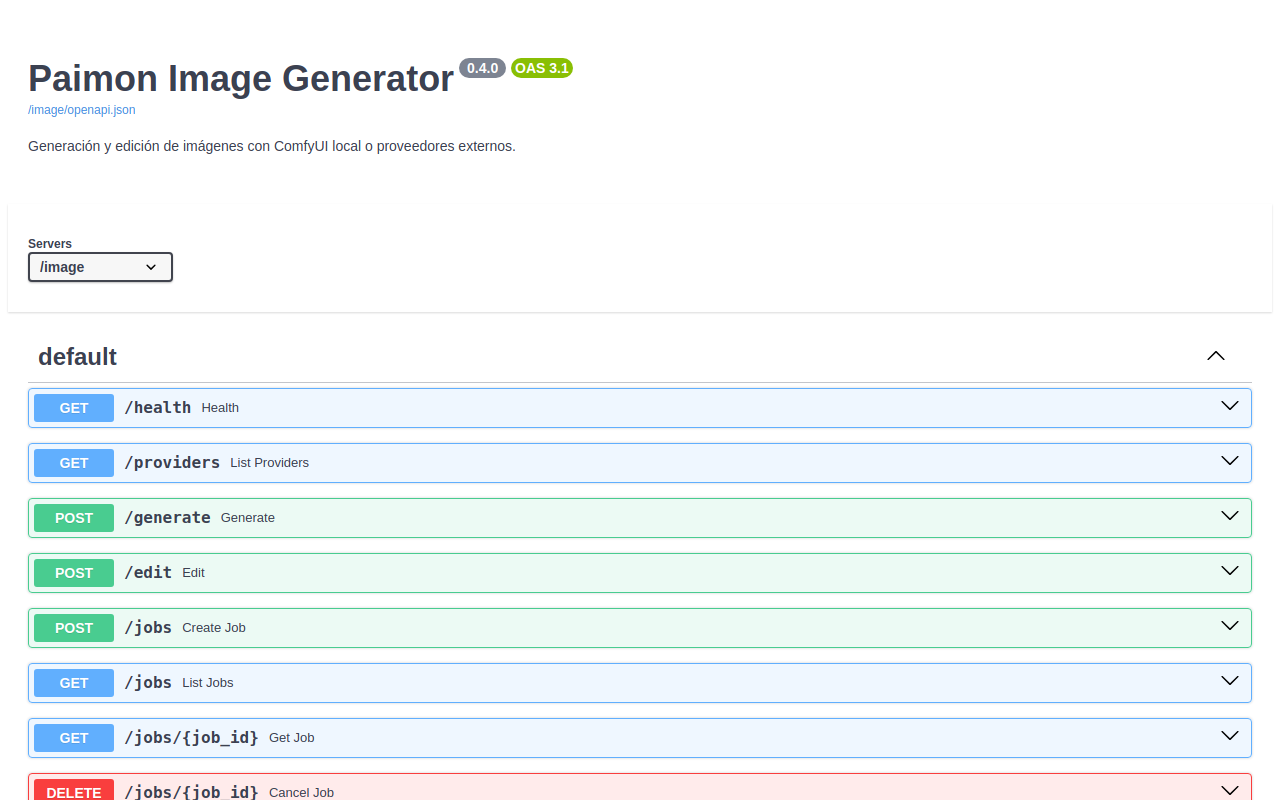 Paimon Image Generator 0.4.0 OAS 3.1
/image/openapi.json
Generación y edición de imágenes con ComfyUI local o proveedores externos.
Servers
/image
default
GET /health Health
GET /providers List Providers
POST /generate Generate
POST /edit Edit
POST /jobs Create Job
GET /jobs List Jobs
GET /jobs/{job_id} Get Job
DELETE /jobs/{job_id} Cancel Job